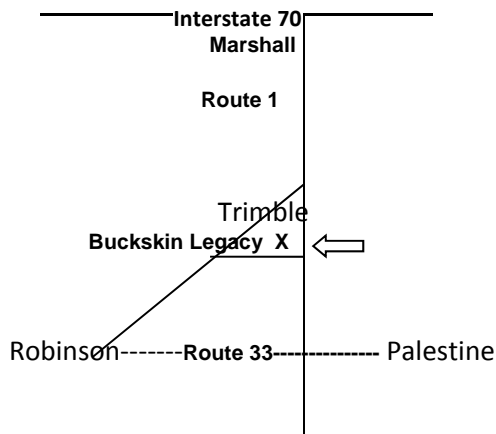 Interstate 70
Marshall
Route 1
Trimble
Buckskin Legacy X
Robinson-------Route 33--------------- Palestine